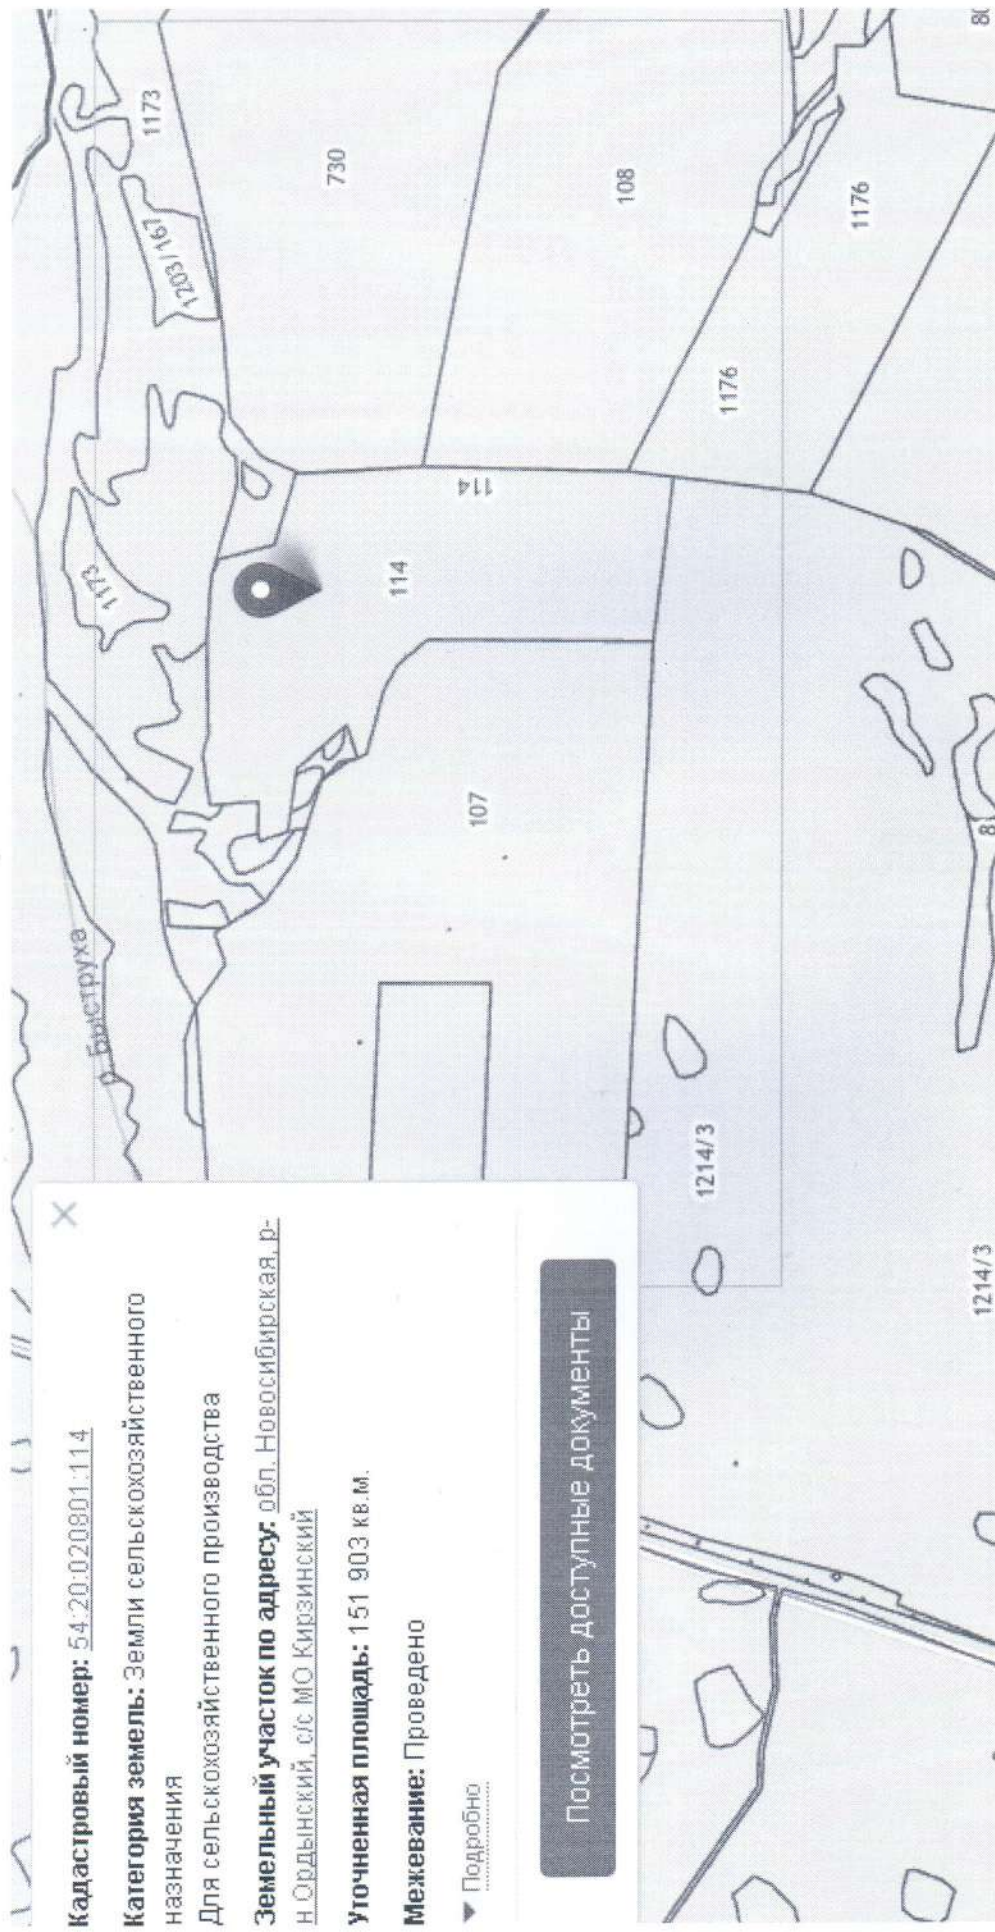 Кадастровый номер: 54:20:020801:114
Категория земель: Земли сельскохозяйственного
назначения
Для сельскохозяйственного производства
Земельный участок по адресу: обл. Новосибирская, р-
н Ордынский, с/с МО Кирзинский
Уточненная площадь: 151 903 кв.м.
Межевание: Проведено
▼ Подробно
Посмотреть доступные документы
Быструха
1173
1203/167
1173
730
114
114
108
107
1176
1176
1214/3
1214/3